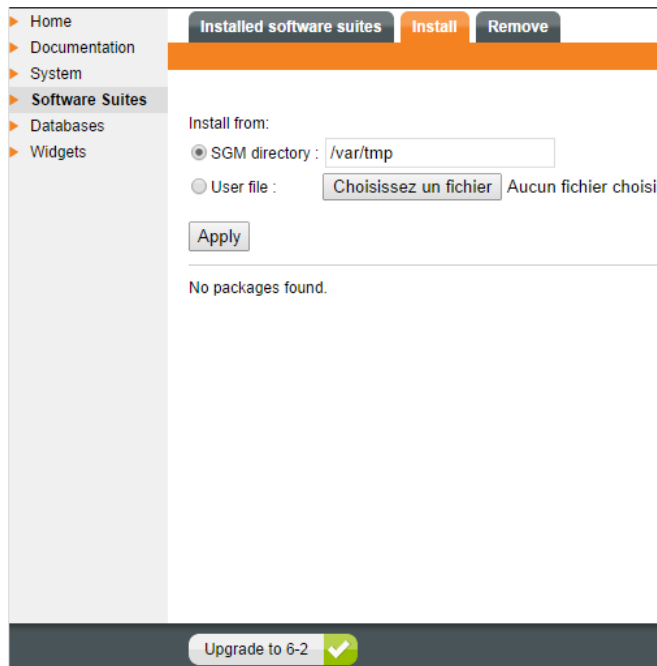 Home
Documentation
System
Software Suites
Databases
Widgets
Installed software suites
Install
Remove
Install from:
SGM directory : /var/tmp
User file : Choisissez un fichier Aucun fichier choisi
Apply
No packages found.
Upgrade to 6-2